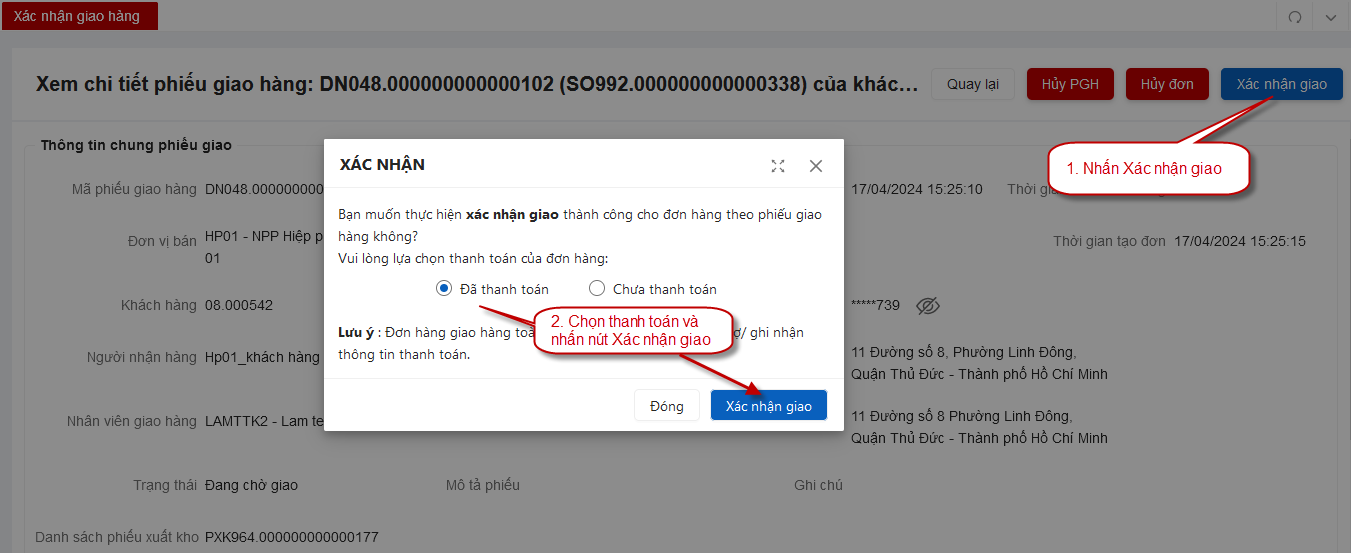 Xác nhận giao hàng
Xem chi tiết phiếu giao hàng: DN048.000000000000102 (SO992.000000000000338) của khác...
Quay lại
Hủy PGH
Hủy đơn
Xác nhận giao
1. Nhấn Xác nhận giao
Thông tin chung phiếu giao
Mã phiếu giao hàng DN048.000000000
17/04/2024 15:25:10
Thời gi
Đơn vị bán HP01 - NPP Hiệp p
01
Thời gian tạo đơn 17/04/2024 15:25:15
Khách hàng 08.000542
*****739
Người nhận hàng Hp01_khách hàng
11 Đường số 8, Phường Linh Đông,
Quận Thủ Đức - Thành phố Hồ Chí Minh
Nhân viên giao hàng LAMTTK2 - Lam te
11 Đường số 8 Phường Linh Đông,
Quận Thủ Đức - Thành phố Hồ Chí Minh
Trạng thái Đang chờ giao
Mô tả phiếu
Ghi chú
Danh sách phiếu xuất kho PXK964.000000000000177
XÁC NHẬN
Bạn muốn thực hiện xác nhận giao thành công cho đơn hàng theo phiếu giao
hàng không?
Vui lòng lựa chọn thanh toán của đơn hàng:
Đã thanh toán
Chưa thanh toán
2. Chọn thanh toán và
nhấn nút Xác nhận giao
Lưu ý : Đơn hàng giao hàng toà
ợ/ ghi nhận
thông tin thanh toán.
Đóng
Xác nhận giao